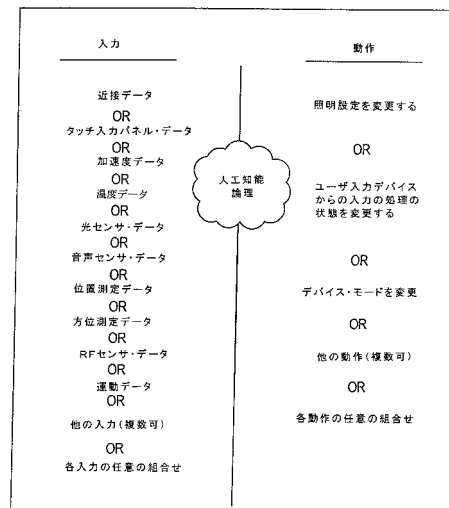 入力
近接データ
OR
タッチ入力パネル・データ
OR
加速度データ
OR
温度データ
OR
光センサ・データ
OR
音声センサ・データ
OR
位置測定データ
OR
方位測定データ
OR
RFセンサ・データ
OR
運動データ
OR
他の入力(複数可)
OR
各入力の任意の組合せ
人工知能
論理
動作
照明設定を変更する
OR
ユーザ入力デバイス
からの入力の処理の
状態を変更する
OR
デバイス・モードを変更
OR
他の動作(複数可)
OR
各動作の任意の組合せ